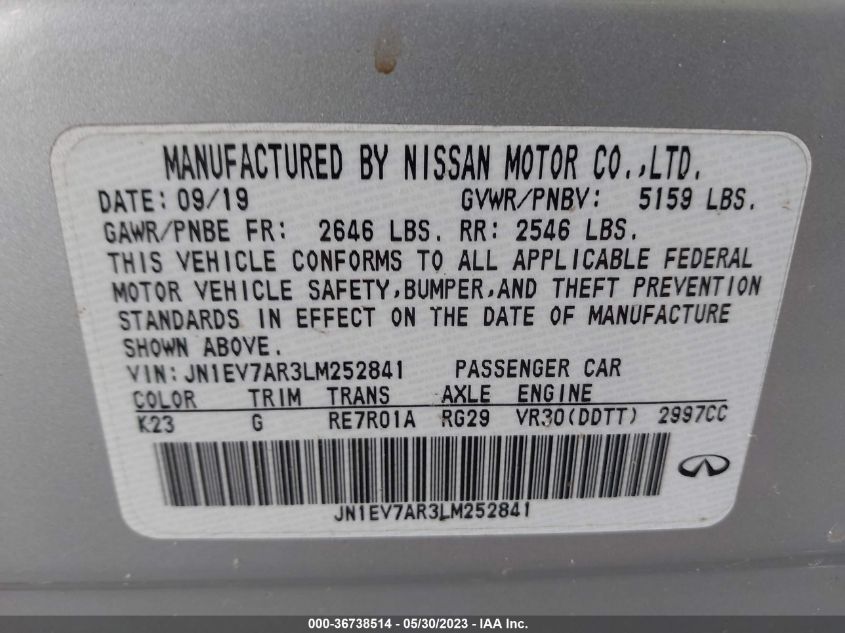 MANUFACTURED BY NISSAN MOTOR CO.,LTD.
DATE: 09/19 GVWR/PNBV: 5159 LBS.
GAWR/PNBE FR: 2646 LBS. RR: 2546 LBS.
THIS VEHICLE CONFORMS TO ALL APPLICABLE FEDERAL
MOTOR VEHICLE SAFETY,BUMPER,AND THEFT PREVENTION
STANDARDS IN EFFECT ON THE DATE OF MANUFACTURE
SHOWN ABOVE.
VIN: JN1EV7AR3LM252841 PASSENGER CAR
COLOR TRIM TRANS AXLE ENGINE
K23 G RE7R01A RG29 VR30(DDTT) 2997CC
JN1EV7AR3LM252841
000-36738514 - 05/30/2023 - IAA Inc.